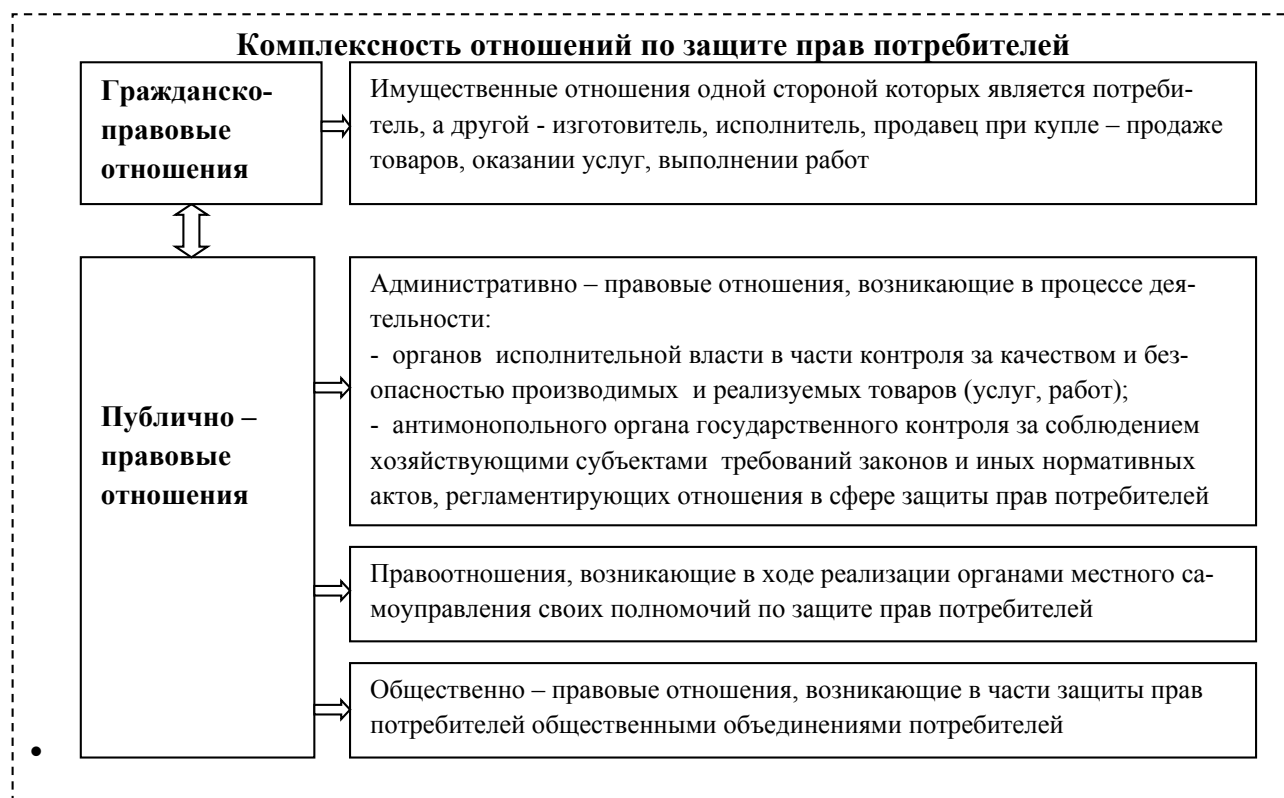 Комплексность отношений по защите прав потребителей
Гражданско-
правовые
отношения
Имущественные отношения одной стороной которых является потреби-
тель, а другой - изготовитель, исполнитель, продавец при купле – продаже
товаров, оказании услуг, выполнении работ
Публично –
правовые
отношения
Административно – правовые отношения, возникающие в процессе дея-
тельности:
- органов исполнительной власти в части контроля за качеством и без-
опасностью производимых и реализуемых товаров (услуг, работ);
- антимонопольного органа государственного контроля за соблюдением
хозяйствующими субъектами требований законов и иных нормативных
актов, регламентирующих отношения в сфере защиты прав потребителей
Правоотношения, возникающие в ходе реализации органами местного са-
моуправления своих полномочий по защите прав потребителей
Общественно – правовые отношения, возникающие в части защиты прав
потребителей общественными объединениями потребителей